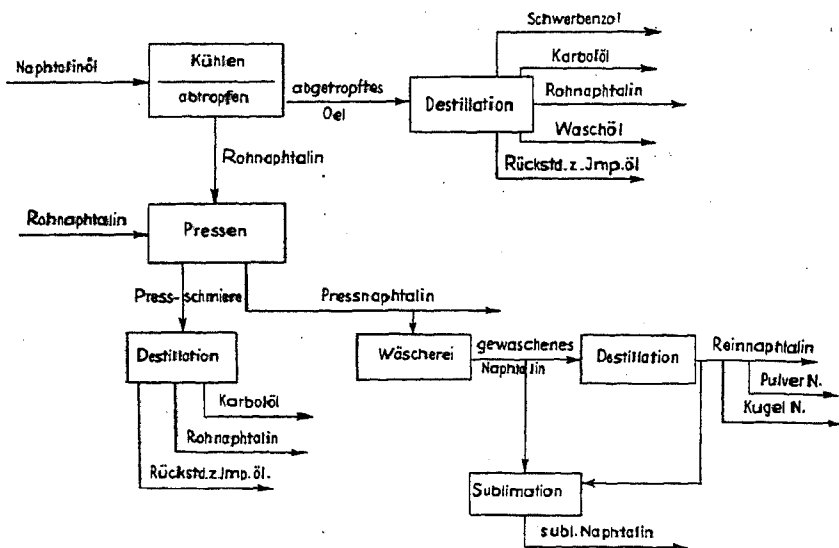 Schwerbenzol
Kühlen
Karbolöl
Naphtalinöl
abtropfen
abgetropftes
Oel
Destillation
Rohnaphtalin
Waschöl
Rückstd.z.Jmp.öl
Rohnaphtalin
Rohnaphtalin
Pressen
Press-schmiere
Pressnaphtalin
Destillation
Wäscherei
gewaschenes
Naphtalin
Destillation
Reinnaphtalin
Pulver N.
Kugel N.
Karbolöl
Rohnaphtalin
Rückstd.z.Jmp.öl.
Sublimation
subl. Naphtalin